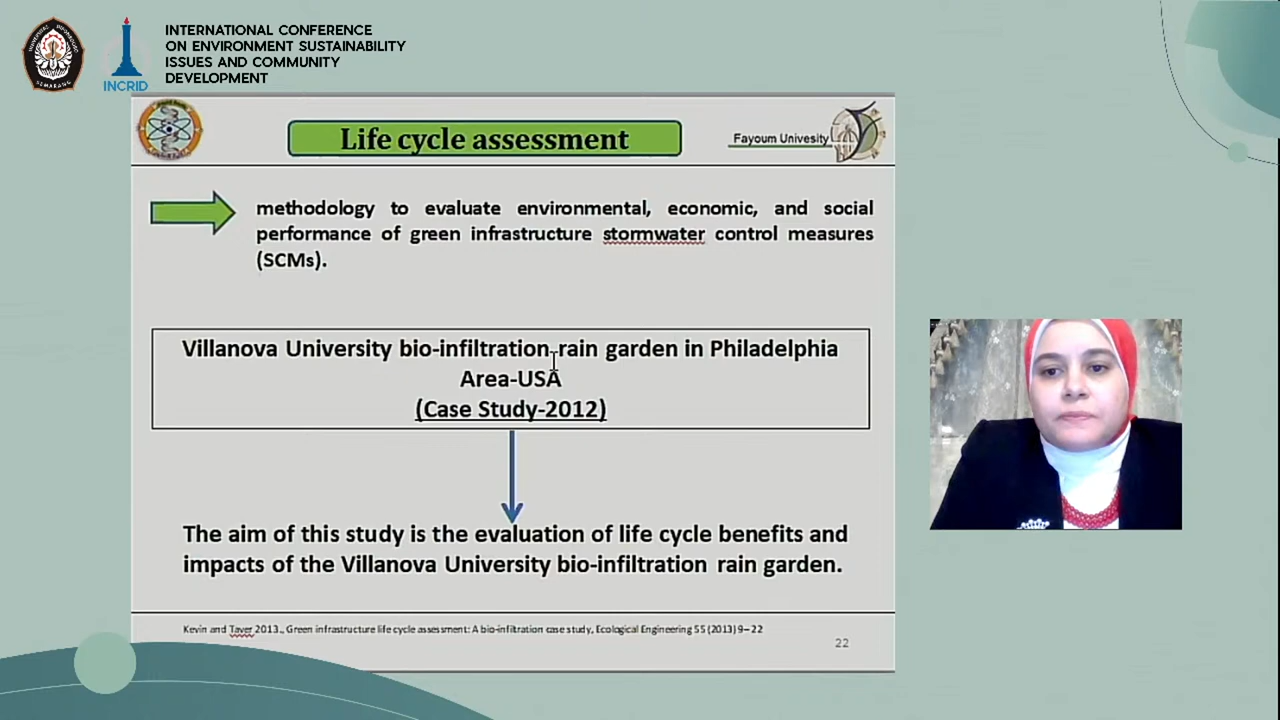 INTERNATIONAL CONFERENCE
ON ENVIRONMENT SUSTAINABILITY
ISSUES AND COMMUNITY
DEVELOPMENT
INCRID
Life cycle assessment
Fayoum Univesity
methodology to evaluate environmental, economic, and social
performance of green infrastructure stormwater control measures
(SCMs).
Villanova University bio-infiltration rain garden in Philadelphia
Area-USA
(Case Study-2012)
The aim of this study is the evaluation of life cycle benefits and
impacts of the Villanova University bio-infiltration rain garden.
Kevin and Taver 2013., Green infrastructure life cycle assessment: A bio-infiltration case study, Ecological Engineering 55 (2013) 9–22
22